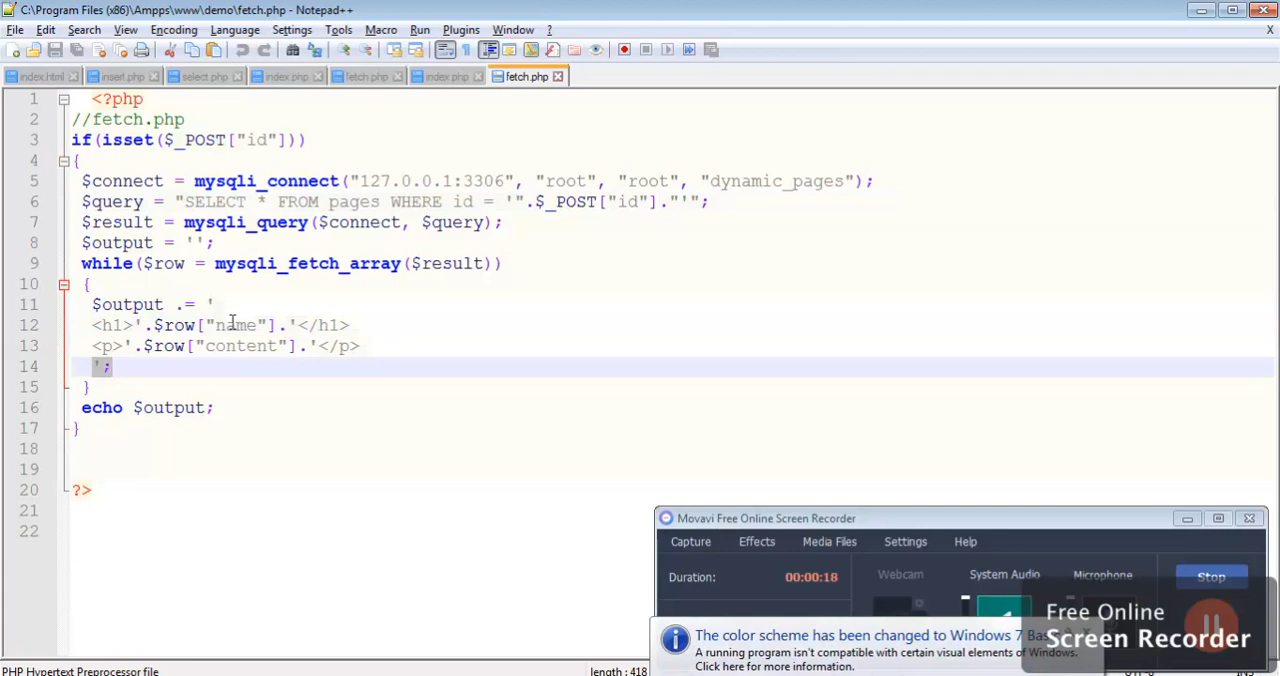 C:\Program Files (x86)\Ampps\www\demo\fetch.php - Notepad++
File Edit Search View Encoding Language Settings Tools Macro Run Plugins Window ? X
index.html insert.php select.php index.php fetch.php index.php fetch.php
1 <?php
2 //fetch.php
3 if(isset($_POST["id"]))
4 {
5 $connect = mysqli_connect("127.0.0.1:3306", "root", "root", "dynamic_pages");
6 $query = "SELECT * FROM pages WHERE id = '".$_POST["id"]."'";
7 $result = mysqli_query($connect, $query);
8 $output = '';
9 while($row = mysqli_fetch_array($result))
10 {
11 $output .= '
12 <h1>'.$row["name"].'</h1>
13 <p>'.$row["content"].'</p>
14 ';
15 }
16 echo $output;
17 }
18
19
20 ?>
21
22
Movavi Free Online Screen Recorder
Capture Effects Media Files Settings Help
Duration: 00:00:18 Webcam System Audio Microphone Stop
Free Online
Screen Recorder
The color scheme has been changed to Windows 7
A running program isn't compatible with certain visual elements of Windows.
Click here for more information.
PHP Hypertext Preprocessor file length : 418